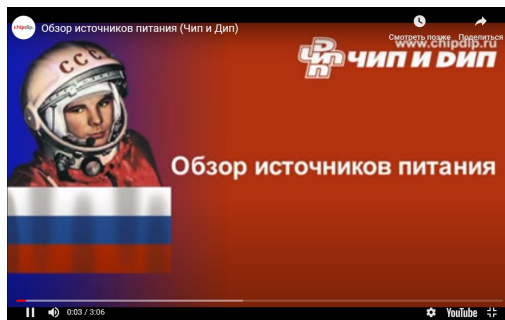 chipdip.
Обзор источников питания (Чип и Дип)
Смотреть позже
Поделиться
www.chipdip.ru
ЧИП И DИП
СССР
Обзор источников питания
0:03 / 3:06
YouTube